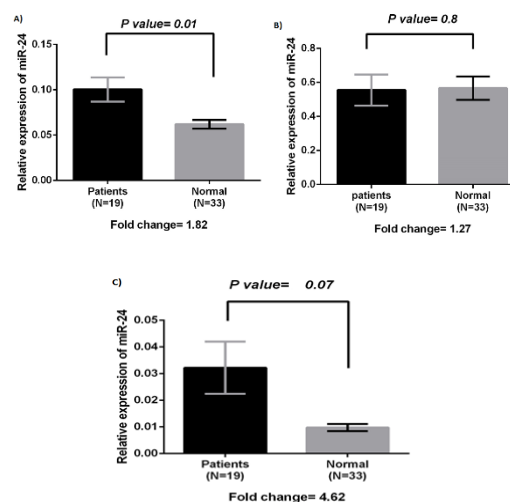 A)
P value= 0.01
Relative expression of miR-24
0.15
0.10
0.05
0.00
Patients
(N=19)
Normal
(N=33)
Fold change= 1.82
B)
P value= 0.8
Relative expression of miR-24
0.8
0.6
0.4
0.2
0.0
patients
(N=19)
Normal
(N=33)
Fold change= 1.27
C)
P value= 0.07
Relative expression of miR-24
0.05
0.04
0.03
0.02
0.01
0.00
Patients
(N=19)
Normal
(N=33)
Fold change= 4.62